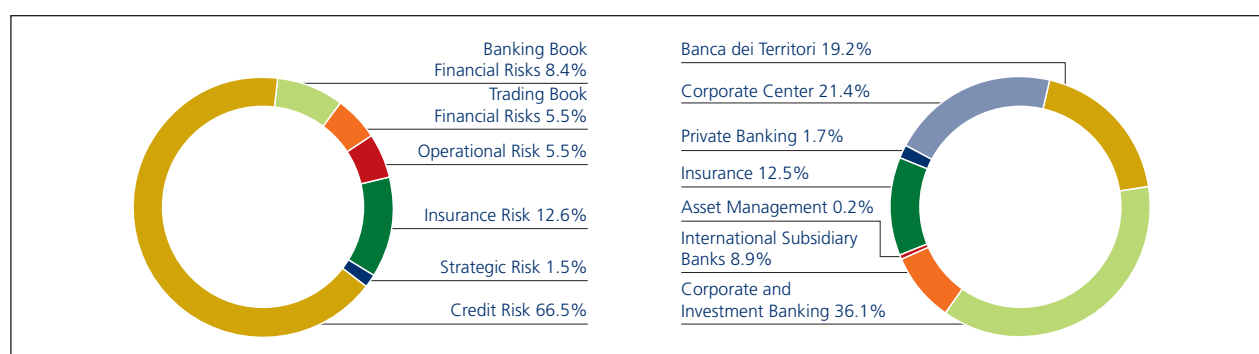 Banking Book
Financial Risks 8.4%
Trading Book
Financial Risks 5.5%
Operational Risk 5.5%
Insurance Risk 12.6%
Strategic Risk 1.5%
Credit Risk 66.5%
Banca dei Territori 19.2%
Corporate Center 21.4%
Private Banking 1.7%
Insurance 12.5%
Asset Management 0.2%
International Subsidiary
Banks 8.9%
Corporate and
Investment Banking 36.1%